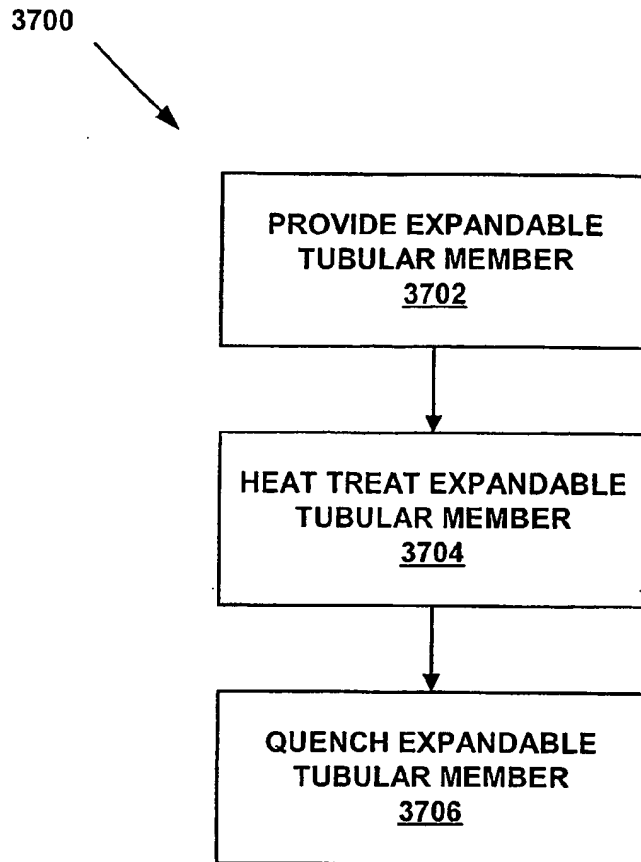 3700
PROVIDE EXPANDABLE
TUBULAR MEMBER
3702
HEAT TREAT EXPANDABLE
TUBULAR MEMBER
3704
QUENCH EXPANDABLE
TUBULAR MEMBER
3706